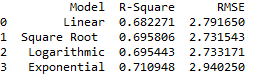 Model R-Square RMSE
0 Linear 0.682271 2.791650
1 Square Root 0.695806 2.731543
2 Logarithmic 0.695443 2.733171
3 Exponential 0.710948 2.940250